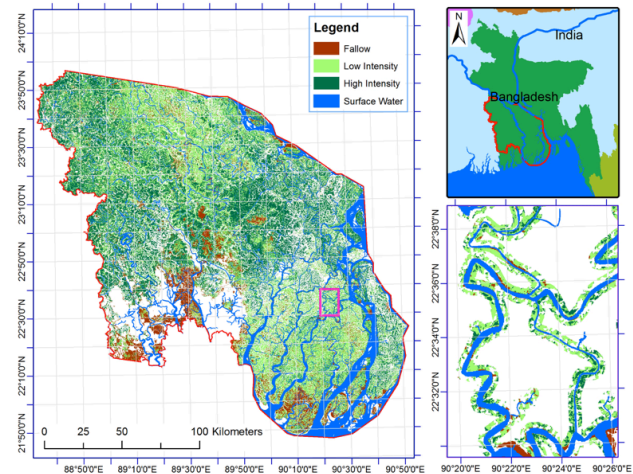 Legend
Fallow
Low Intensity
High Intensity
Surface Water
24°10'0"N
23°50'0"N
23°30'0"N
23°10'0"N
22°50'0"N
22°30'0"N
22°10'0"N
21°50'0"N
0 25 50 100 Kilometers
88°50'0"E 89°10'0"E 89°30'0"E 89°50'0"E 90°10'0"E 90°30'0"E 90°50'0"E
N
India
Bangladesh
22°38'0"N
22°36'0"N
22°34'0"N
22°32'0"N
90°20'0"E 90°22'0"E 90°24'0"E 90°26'0"E